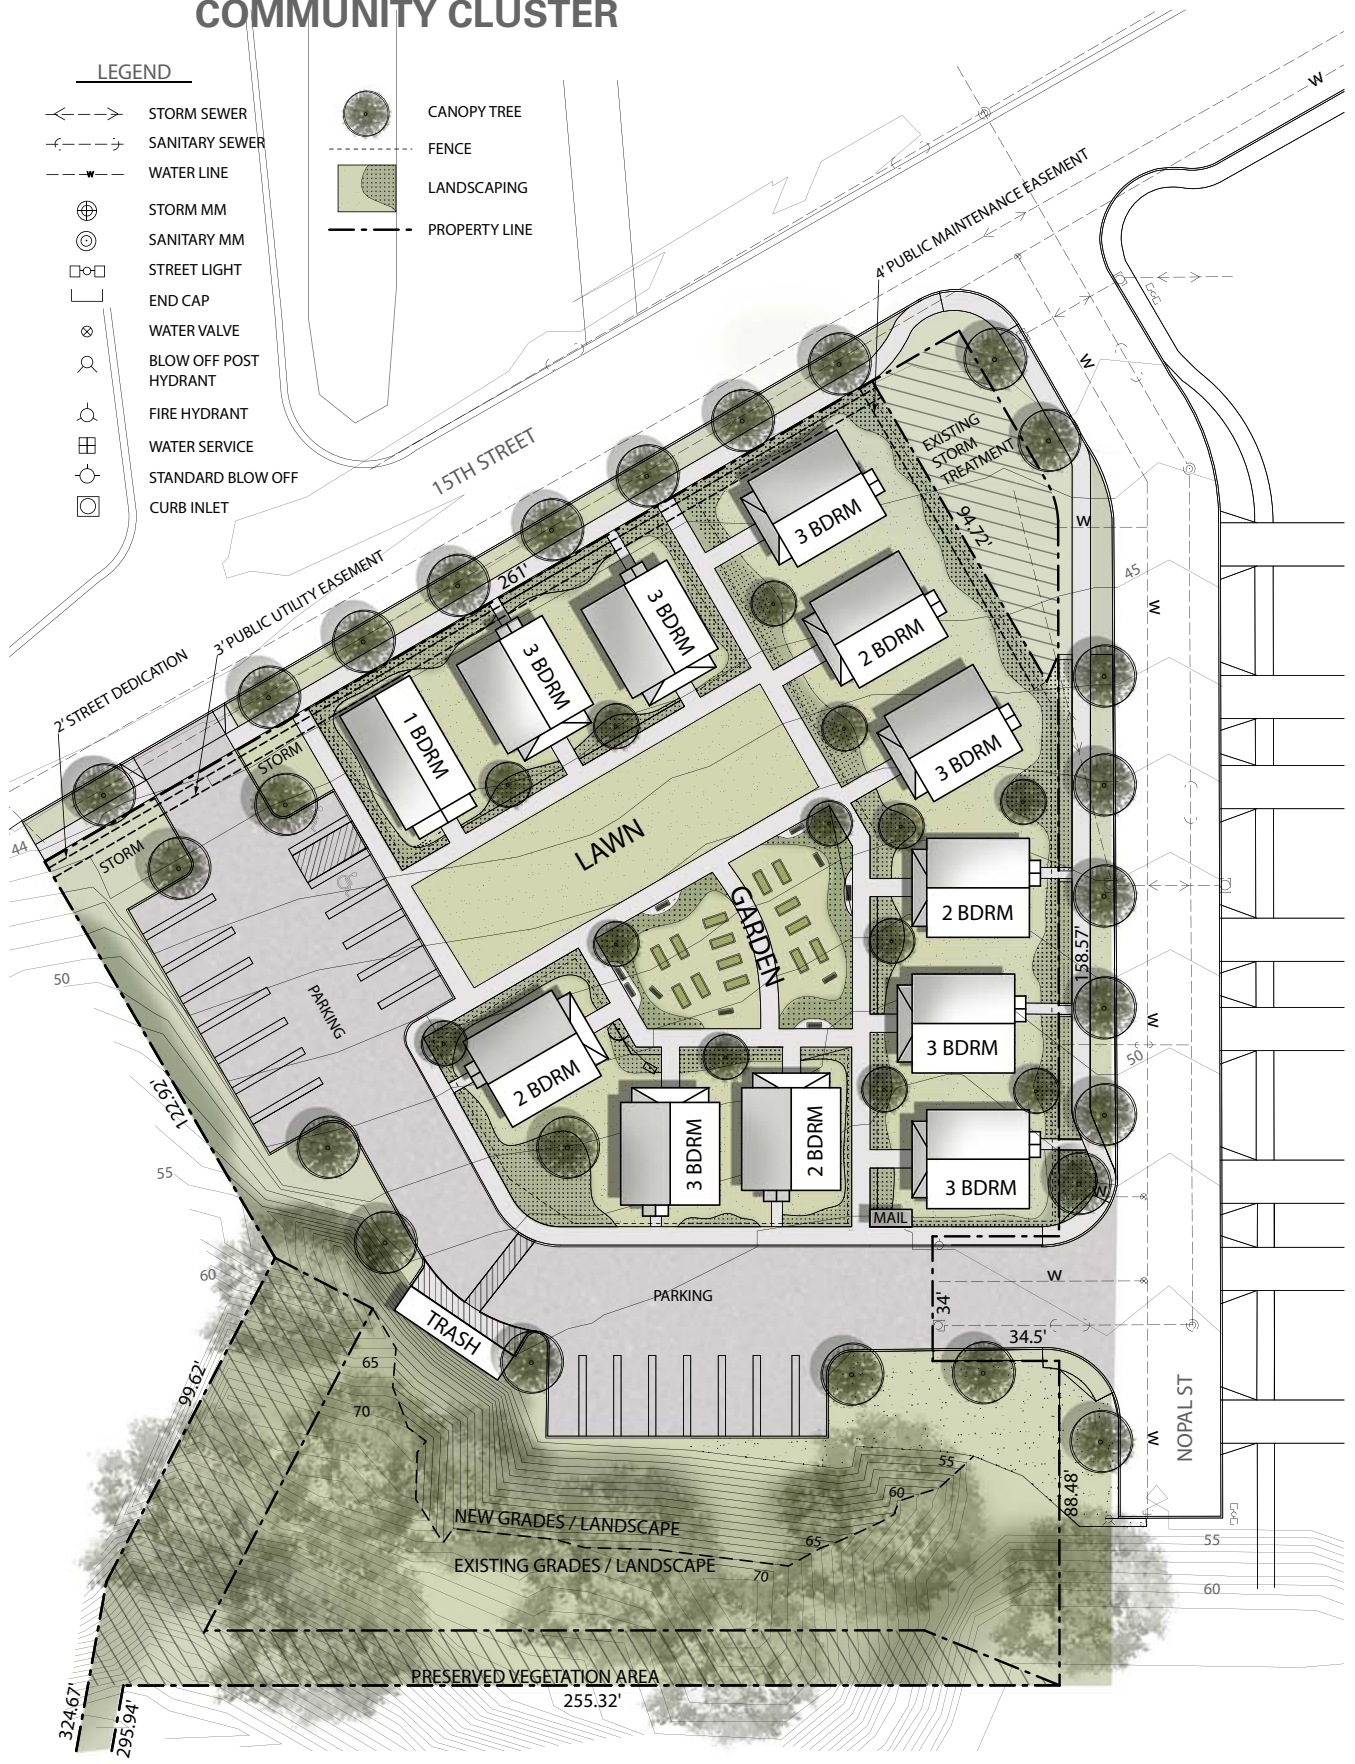 COMMUNITY CLUSTER
LEGEND
STORM SEWER
SANITARY SEWER
W
WATER LINE
STORM MM
SANITARY MM
STREET LIGHT
END CAP
WATER VALVE
BLOW OFF POST
HYDRANT
FIRE HYDRANT
WATER SERVICE
STANDARD BLOW OFF
CURB INLET
CANOPY TREE
FENCE
LANDSCAPING
PROPERTY LINE
W
4' PUBLIC MAINTENANCE EASEMENT
W
15TH STREET
EXISTING
STORM
TREATMENT
94.72'
W
45
W
261'
3' PUBLIC UTILITY EASEMENT
2' STREET DEDICATION
3 BDRM
2 BDRM
3 BDRM
3 BDRM
3 BDRM
1 BDRM
STORM
STORM
44
LAWN
GARDEN
2 BDRM
158.57'
50
PARKING
3 BDRM
W
50
122.92'
2 BDRM
3 BDRM
2 BDRM
3 BDRM
W
MAIL
55
60
W
PARKING
34'
34.5'
TRASH
65
70
99.62'
NOPAL ST
W
88.48'
55
60
65
70
NEW GRADES / LANDSCAPE
EXISTING GRADES / LANDSCAPE
55
60
PRESERVED VEGETATION AREA
255.32'
324.67'
295.94'